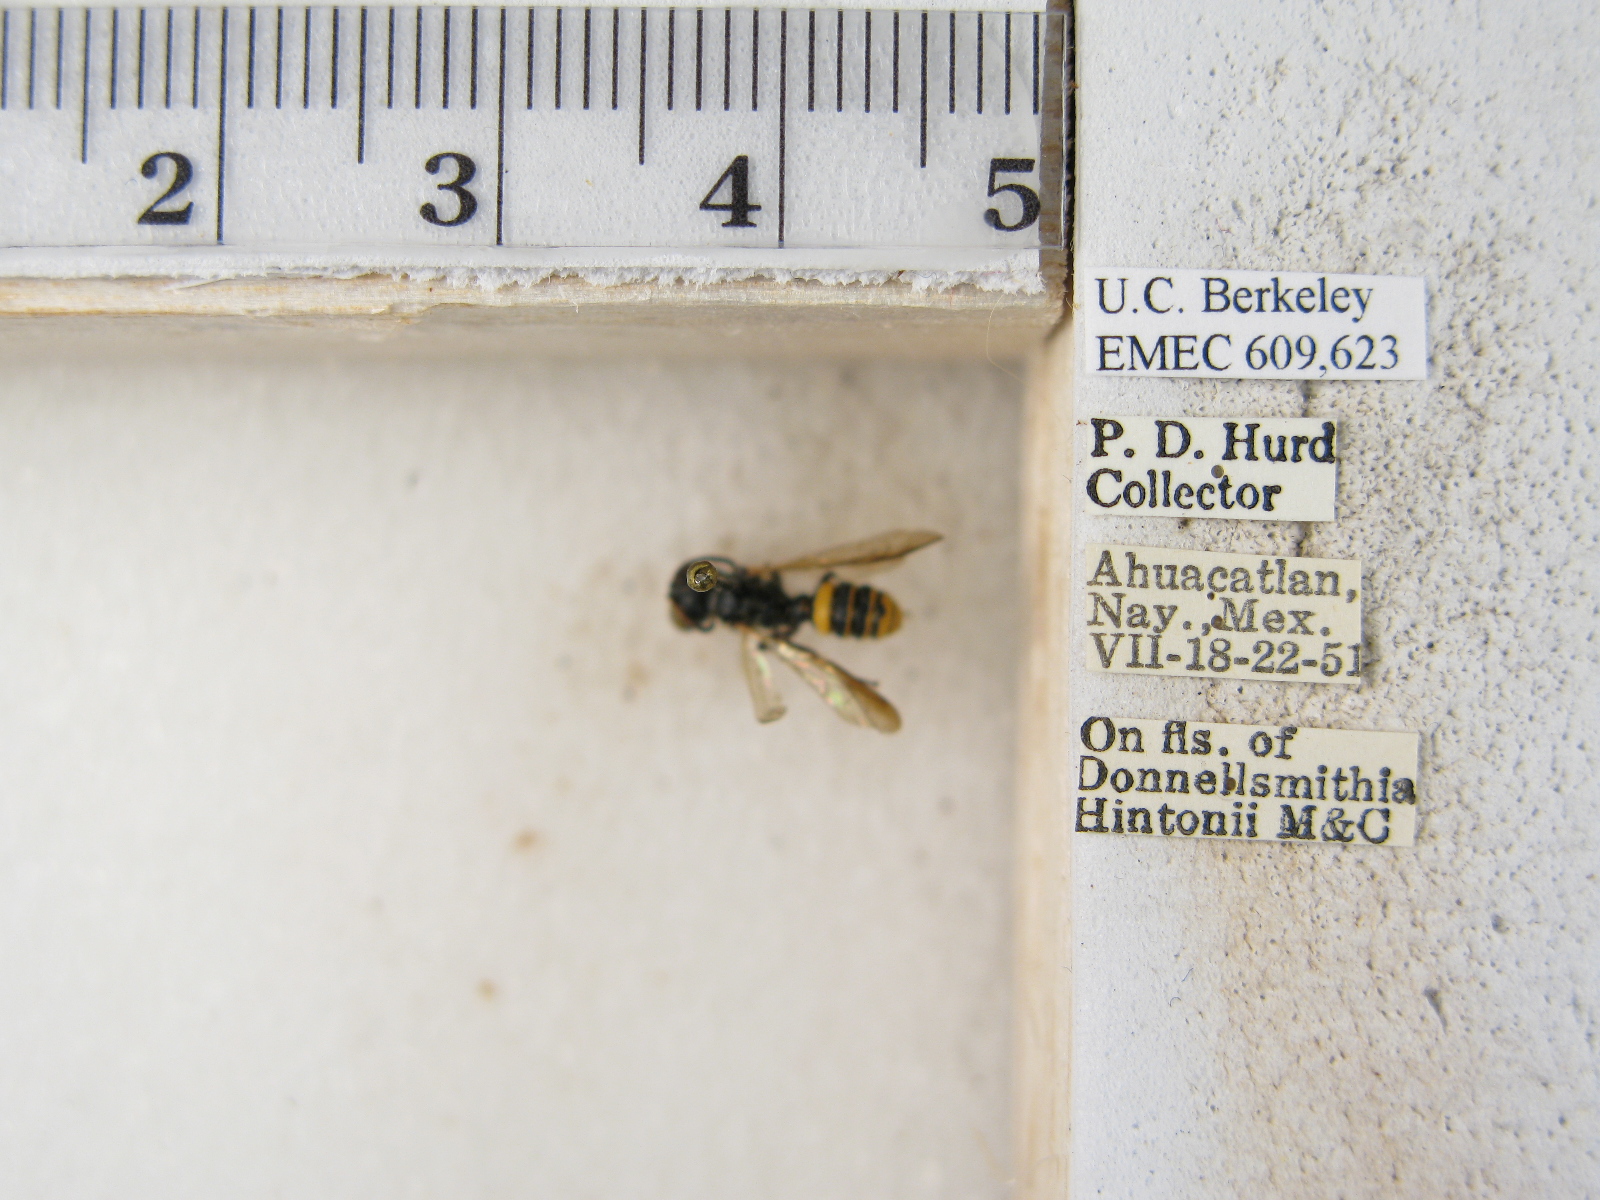 2 3 4 5
U.C. Berkeley
EMEC 609,623
P. D. Hurd
Collector
Ahuacatlan,
Nay., Mex.
VII-18-22-51
On fls. of
Donnellsmithia
Hintonii M&C